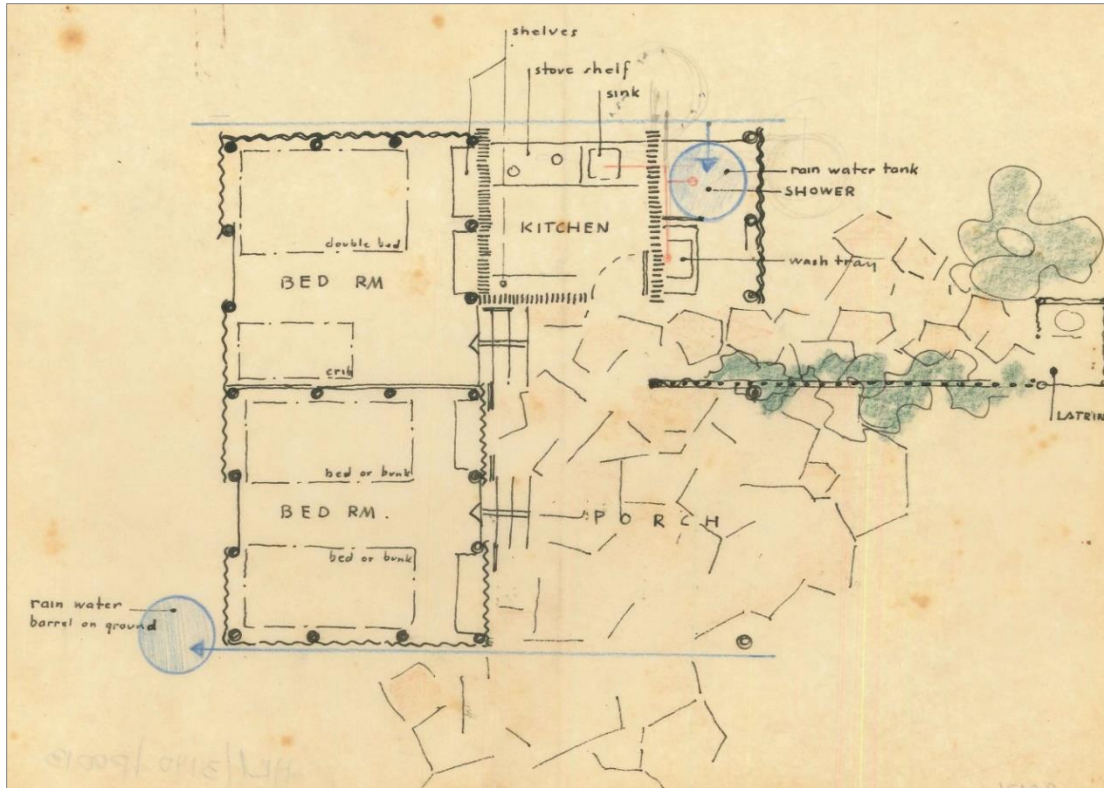 shelves
stove shelf
sink
rain water tank
SHOWER
KITCHEN
double bed
wash tray
BED RM
crib
LATRIN
bed or bunk
BED RM.
PORCH
bed or bunk
rain water
barrel on ground